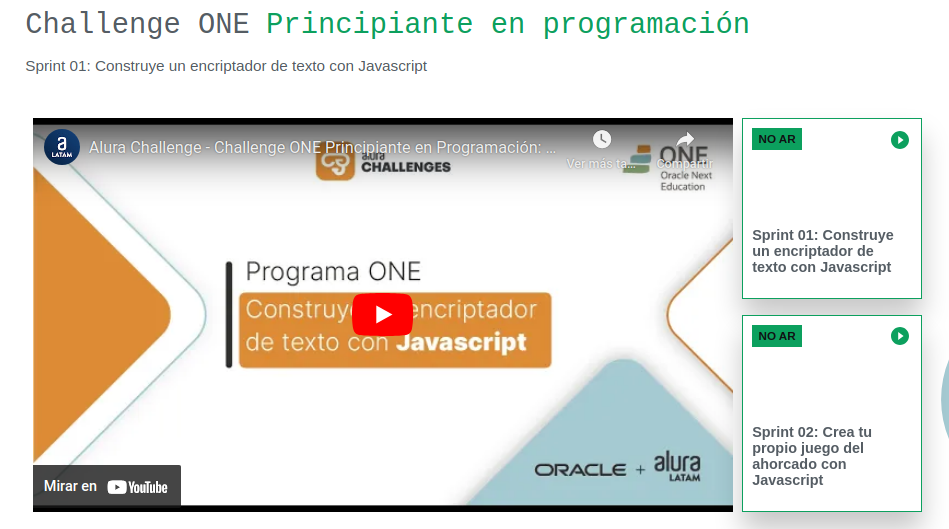 Challenge ONE Principiante en programación
Sprint 01: Construye un encriptador de texto con Javascript
a
LATAM
Alura Challenge - Challenge ONE Principiante en Programación: ...
Ver más ta...
Compartir
alura
CHALLENGES
ONE
Oracle Next
Education
Programa ONE
Construye encriptador
de texto con Javascript
ORACLE + alura
LATAM
Mirar en YouTube
NO AR
Sprint 01: Construye
un encriptador de
texto con Javascript
NO AR
Sprint 02: Crea tu
propio juego del
ahorcado con
Javascript